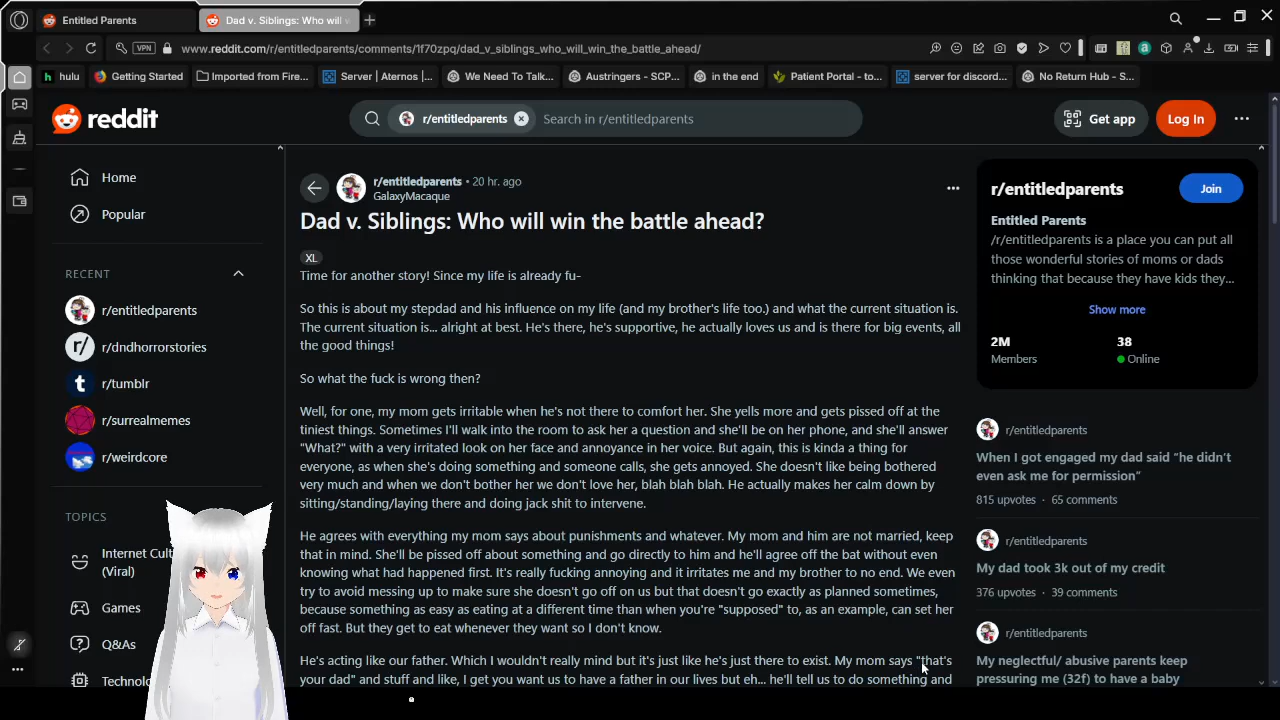 Entitled Parents
Dad v. Siblings: Who will v
VPN
www.reddit.com/r/entitledparents/comments/1f70zpq/dad_v_siblings_who_will_win_the_battle_ahead/
hulu
Getting Started
Imported from Fire...
Server | Aternos |...
We Need To Talk...
Austringers - SCP...
in the end
Patient Portal - to...
server for discord...
No Return Hub - S...
reddit
r/entitledparents
Search in r/entitledparents
Get app
Log In
Home
Popular
RECENT
r/entitledparents
r/dndhorrorstories
r/tumblr
r/surrealmemes
r/weirdcore
TOPICS
Internet Cult
(Viral)
Games
Q&As
Technolo
r/entitledparents • 20 hr. ago
GalaxyMacaque
Dad v. Siblings: Who will win the battle ahead?
XL
Time for another story! Since my life is already fu-
So this is about my stepdad and his influence on my life (and my brother's life too.) and what the current situation is.
The current situation is... alright at best. He's there, he's supportive, he actually loves us and is there for big events, all
the good things!
So what the fuck is wrong then?
Well, for one, my mom gets irritable when he's not there to comfort her. She yells more and gets pissed off at the
tiniest things. Sometimes I'll walk into the room to ask her a question and she'll be on her phone, and she'll answer
"What?" with a very irritated look on her face and annoyance in her voice. But again, this is kinda a thing for
everyone, as when she's doing something and someone calls, she gets annoyed. She doesn't like being bothered
very much and when we don't bother her we don't love her, blah blah blah. He actually makes her calm down by
sitting/standing/laying there and doing jack shit to intervene.
He agrees with everything my mom says about punishments and whatever. My mom and him are not married, keep
that in mind. She'll be pissed off about something and go directly to him and he'll agree off the bat without even
knowing what had happened first. It's really fucking annoying and it irritates me and my brother to no end. We even
try to avoid messing up to make sure she doesn't go off on us but that doesn't go exactly as planned sometimes,
because something as easy as eating at a different time than when you're "supposed" to, as an example, can set her
off fast. But they get to eat whenever they want so I don't know.
He's acting like our father. Which I wouldn't really mind but it's just like he's just there to exist. My mom says "that's
your dad" and stuff and like, I get you want us to have a father in our lives but eh... he'll tell us to do something and
r/entitledparents
Join
Entitled Parents
/r/entitledparents is a place you can put all
those wonderful stories of moms or dads
thinking that because they have kids they...
Show more
2M
38
Members
Online
r/entitledparents
When I got engaged my dad said "he didn't
even ask me for permission"
815 upvotes • 65 comments
r/entitledparents
My dad took 3k out of my credit
376 upvotes • 39 comments
r/entitledparents
My neglectful/ abusive parents keep
pressuring me (32f) to have a baby